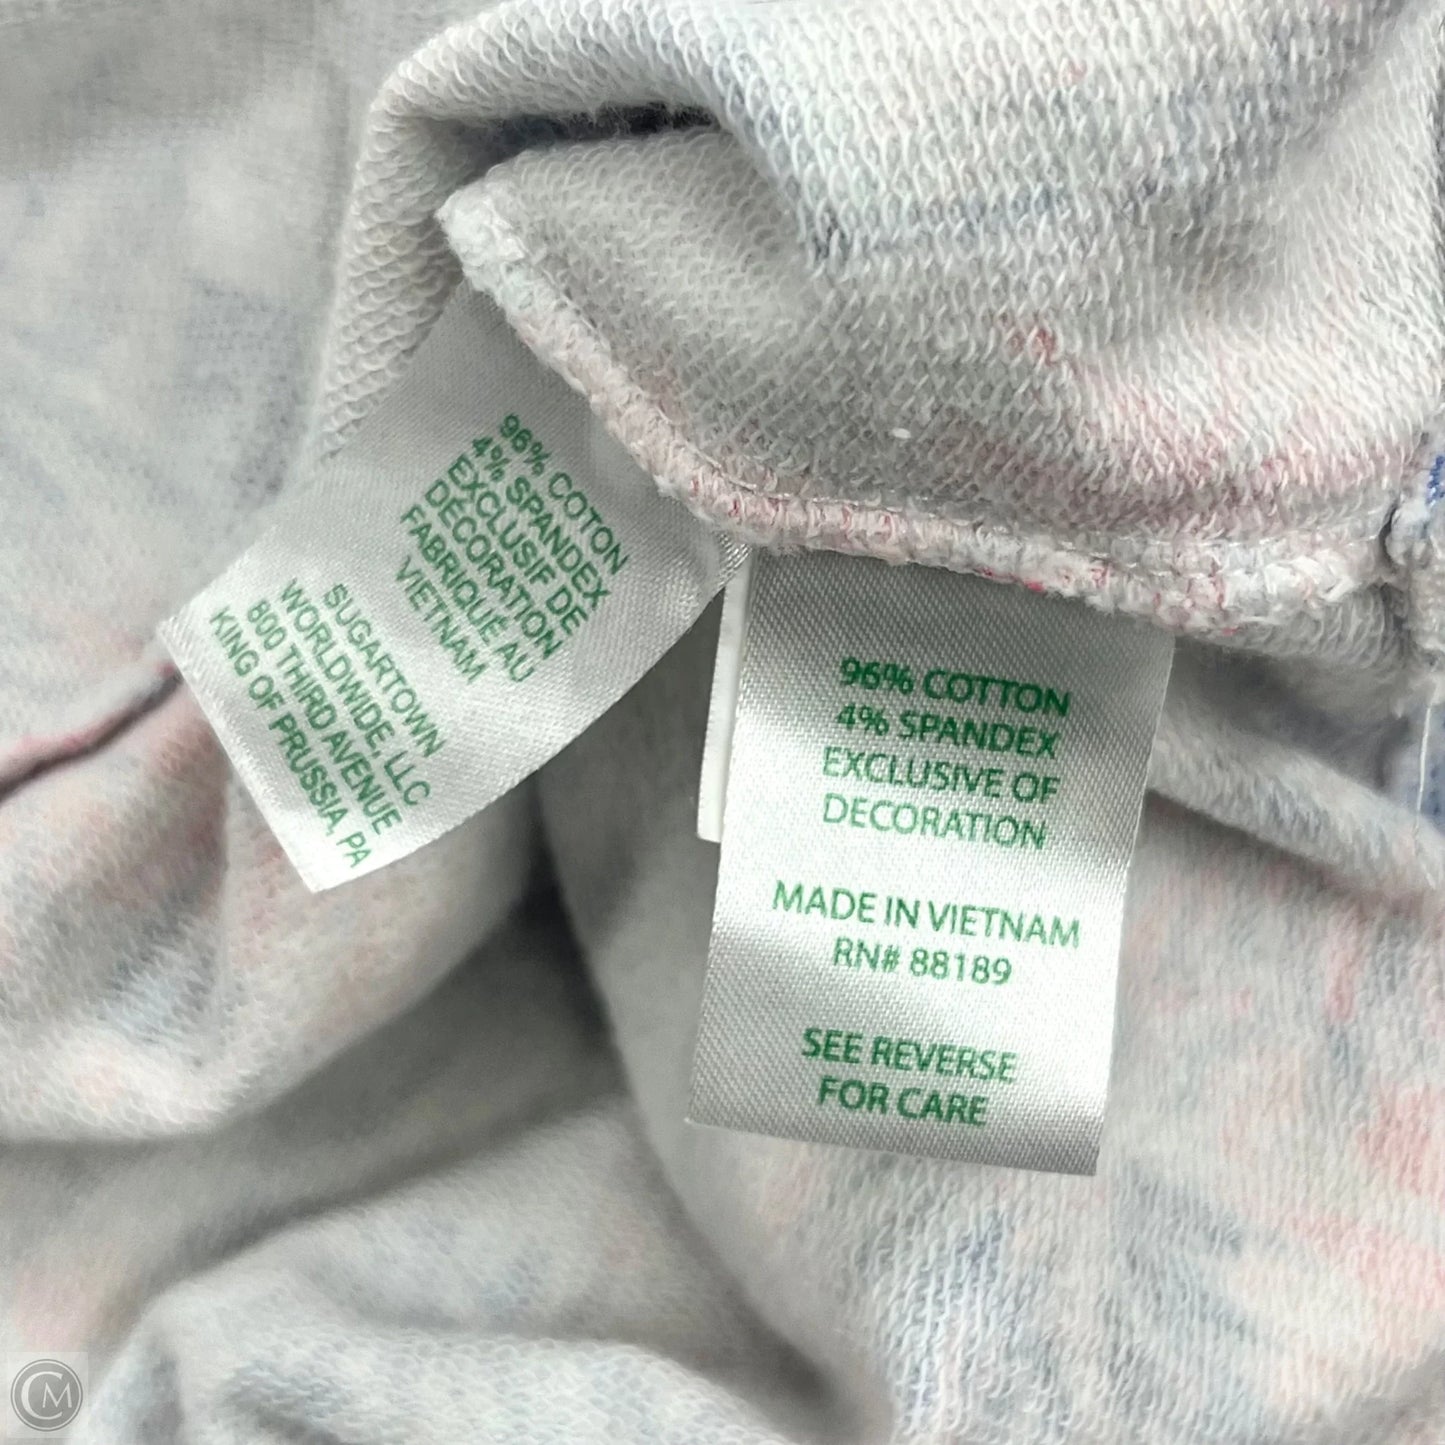 96% COTON
4% SPANDEX
EXCLUSIF DE
DÉCORATION
FABRIQUÉ AU
VIETNAM
SUGARTOWN
WORLDWIDE, LLC
800 THIRD AVENUE
KING OF PRUSSIA, PA
96% COTTON
4% SPANDEX
EXCLUSIVE OF
DECORATION
MADE IN VIETNAM
RN# 88189
SEE REVERSE
FOR CARE
CM